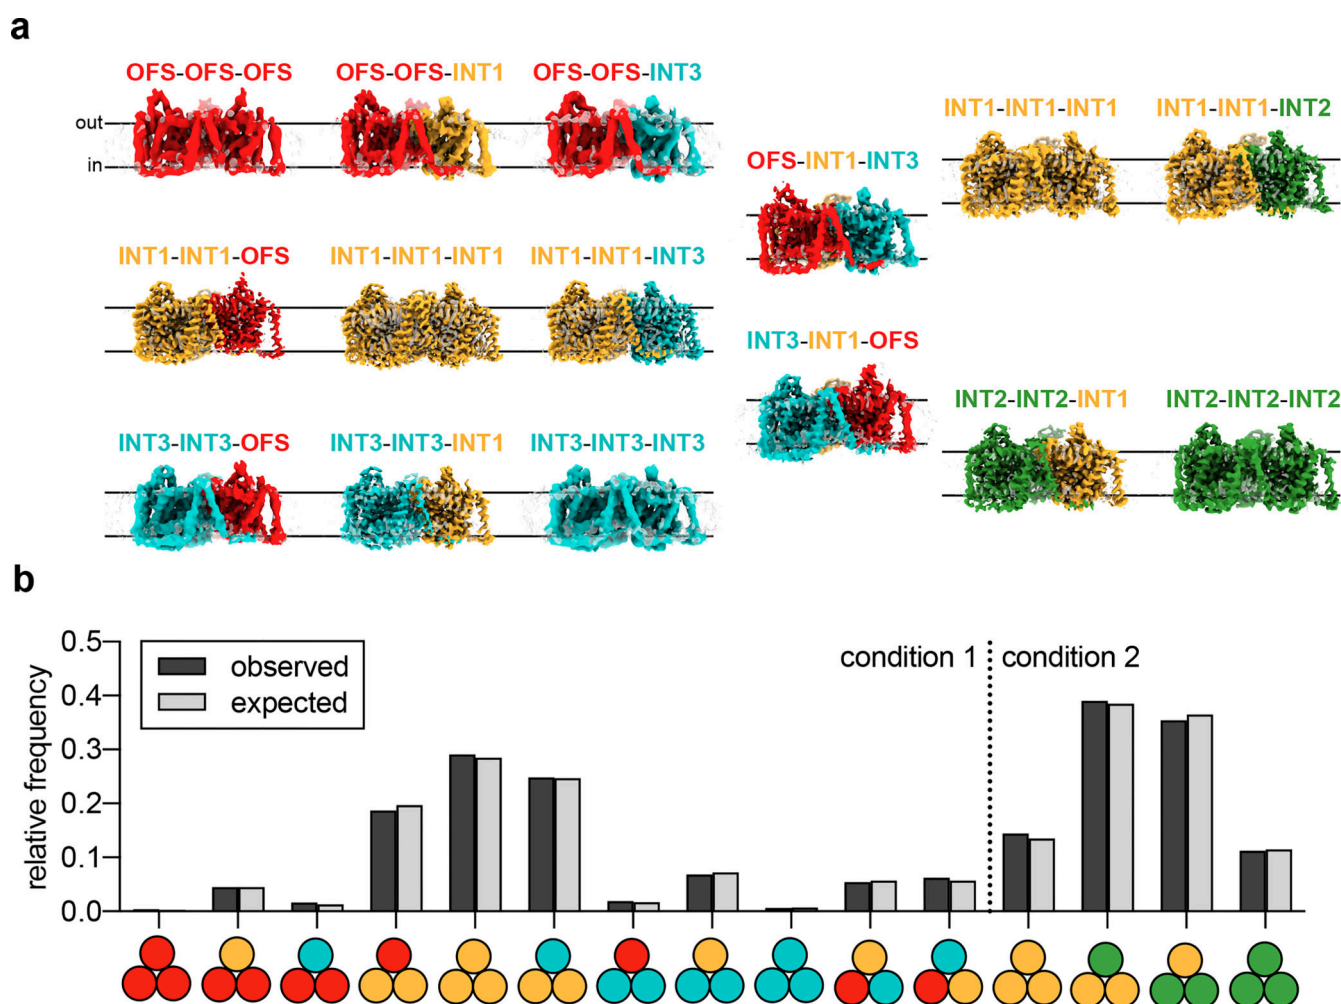 a
OFS-OFS-OFS
OFS-OFS-INT1
OFS-OFS-INT3
out
in
INT1-INT1-OFS
INT1-INT1-INT1
INT1-INT1-INT3
INT3-INT3-OFS
INT3-INT3-INT1
INT3-INT3-INT3
OFS-INT1-INT3
INT3-INT1-OFS
INT1-INT1-INT1
INT1-INT1-INT2
INT2-INT2-INT1
INT2-INT2-INT2
b
relative frequency
0.5
0.4
0.3
0.2
0.1
0.0
observed
expected
condition 1
condition 2